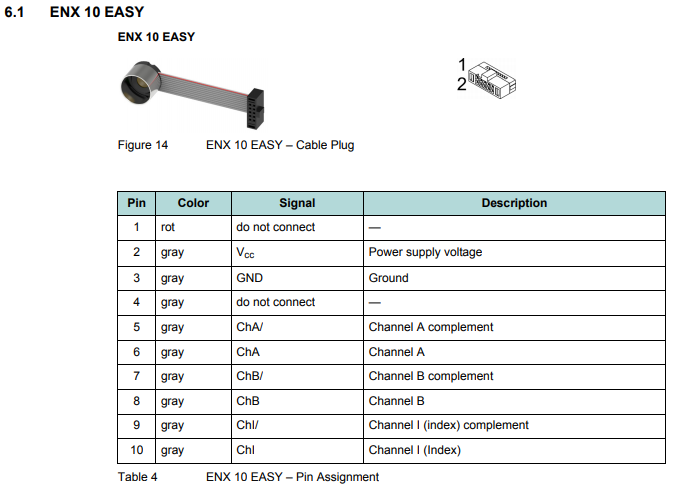 6.1 ENX 10 EASY
ENX 10 EASY
1
2
Figure 14 ENX 10 EASY – Cable Plug
Pin Color Signal Description
1 rot do not connect —
2 gray Vcc Power supply voltage
3 gray GND Ground
4 gray do not connect —
5 gray ChA/ Channel A complement
6 gray ChA Channel A
7 gray ChB/ Channel B complement
8 gray ChB Channel B
9 gray ChI/ Channel I (index) complement
10 gray ChI Channel I (Index)
Table 4 ENX 10 EASY – Pin Assignment